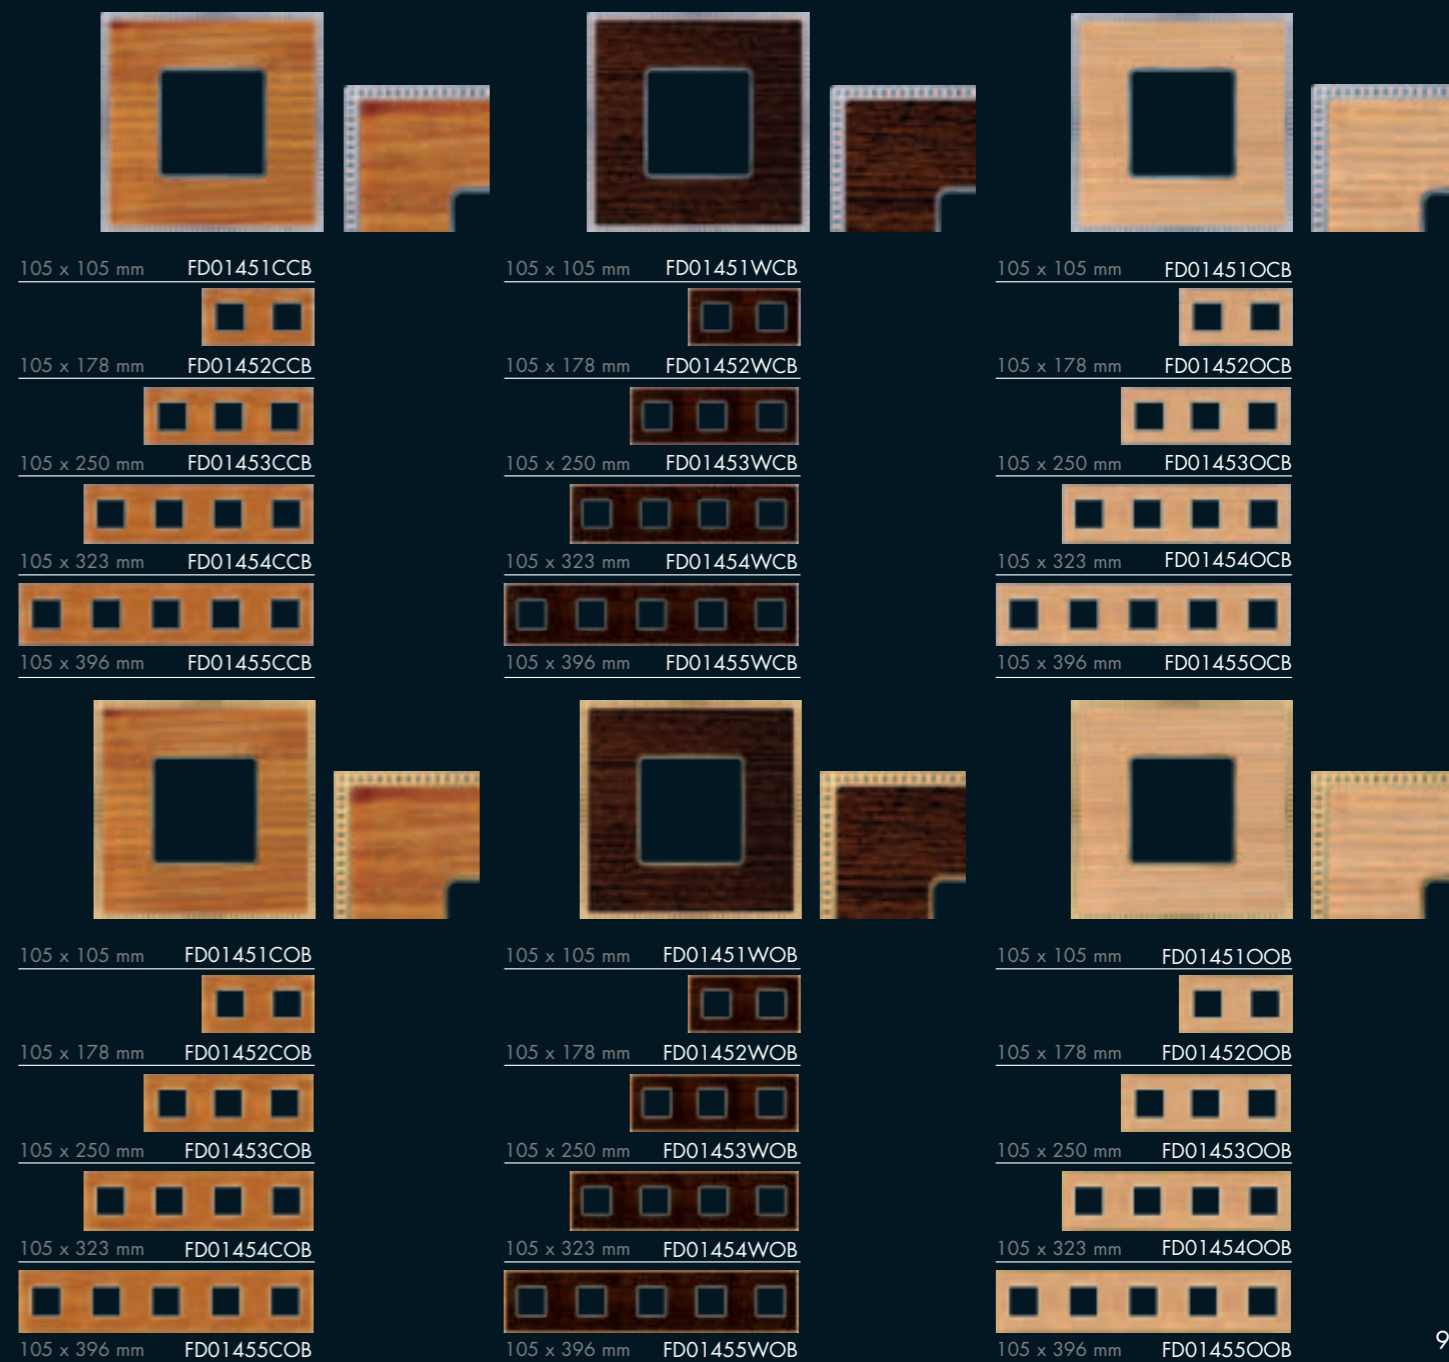 105 x 105 mm FD01451CCB
105 x 178 mm FD01452CCB
105 x 250 mm FD01453CCB
105 x 323 mm FD01454CCB
105 x 396 mm FD01455CCB
105 x 105 mm FD01451WCB
105 x 178 mm FD01452WCB
105 x 250 mm FD01453WCB
105 x 323 mm FD01454WCB
105 x 396 mm FD01455WCB
105 x 105 mm FD01451OCB
105 x 178 mm FD01452OCB
105 x 250 mm FD01453OCB
105 x 323 mm FD01454OCB
105 x 396 mm FD01455OCB
105 x 105 mm FD01451COB
105 x 178 mm FD01452COB
105 x 250 mm FD01453COB
105 x 323 mm FD01454COB
105 x 396 mm FD01455COB
105 x 105 mm FD01451WOB
105 x 178 mm FD01452WOB
105 x 250 mm FD01453WOB
105 x 323 mm FD01454WOB
105 x 396 mm FD01455WOB
105 x 105 mm FD01451OOB
105 x 178 mm FD01452OOB
105 x 250 mm FD01453OOB
105 x 323 mm FD01454OOB
105 x 396 mm FD01455OOB
9